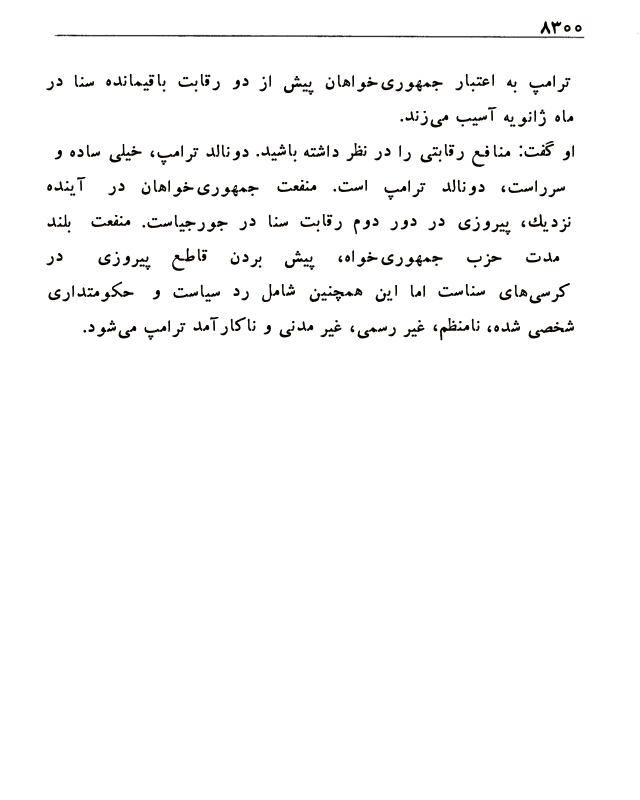 ۸۳۰۰
ترامپ به اعتبار جمهوری‌خواهان پیش از دو رقابت باقیمانده سنا در
ماه ژانویه آسیب می‌زند.
او گفت: منافع رقابتی را در نظر داشته باشید. دونالد ترامپ، خیلی ساده و
سرراست، دونالد ترامپ است. منفعت جمهوری‌خواهان در آینده
نزدیك، پیروزی در دور دوم رقابت سنا در جورجیاست. منفعت بلند
مدت حزب جمهوری‌خواه، پیش بردن قاطع پیروزی در
کرسی‌های سناست اما این همچنین شامل رد سیاست و حکومتداری
شخصی شده، نامنظم، غیر رسمی، غیر مدنی و ناکارآمد ترامپ می‌شود.